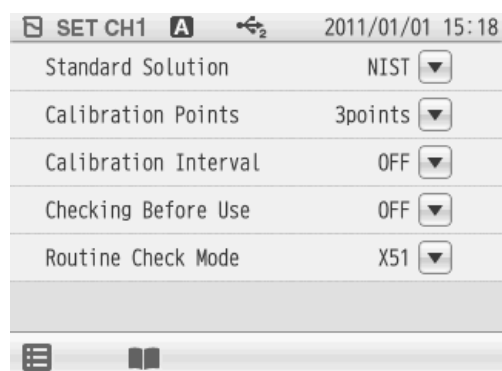 SET CH1 A 2 2011/01/01 15:18
Standard Solution NIST
Calibration Points 3points
Calibration Interval OFF
Checking Before Use OFF
Routine Check Mode X51